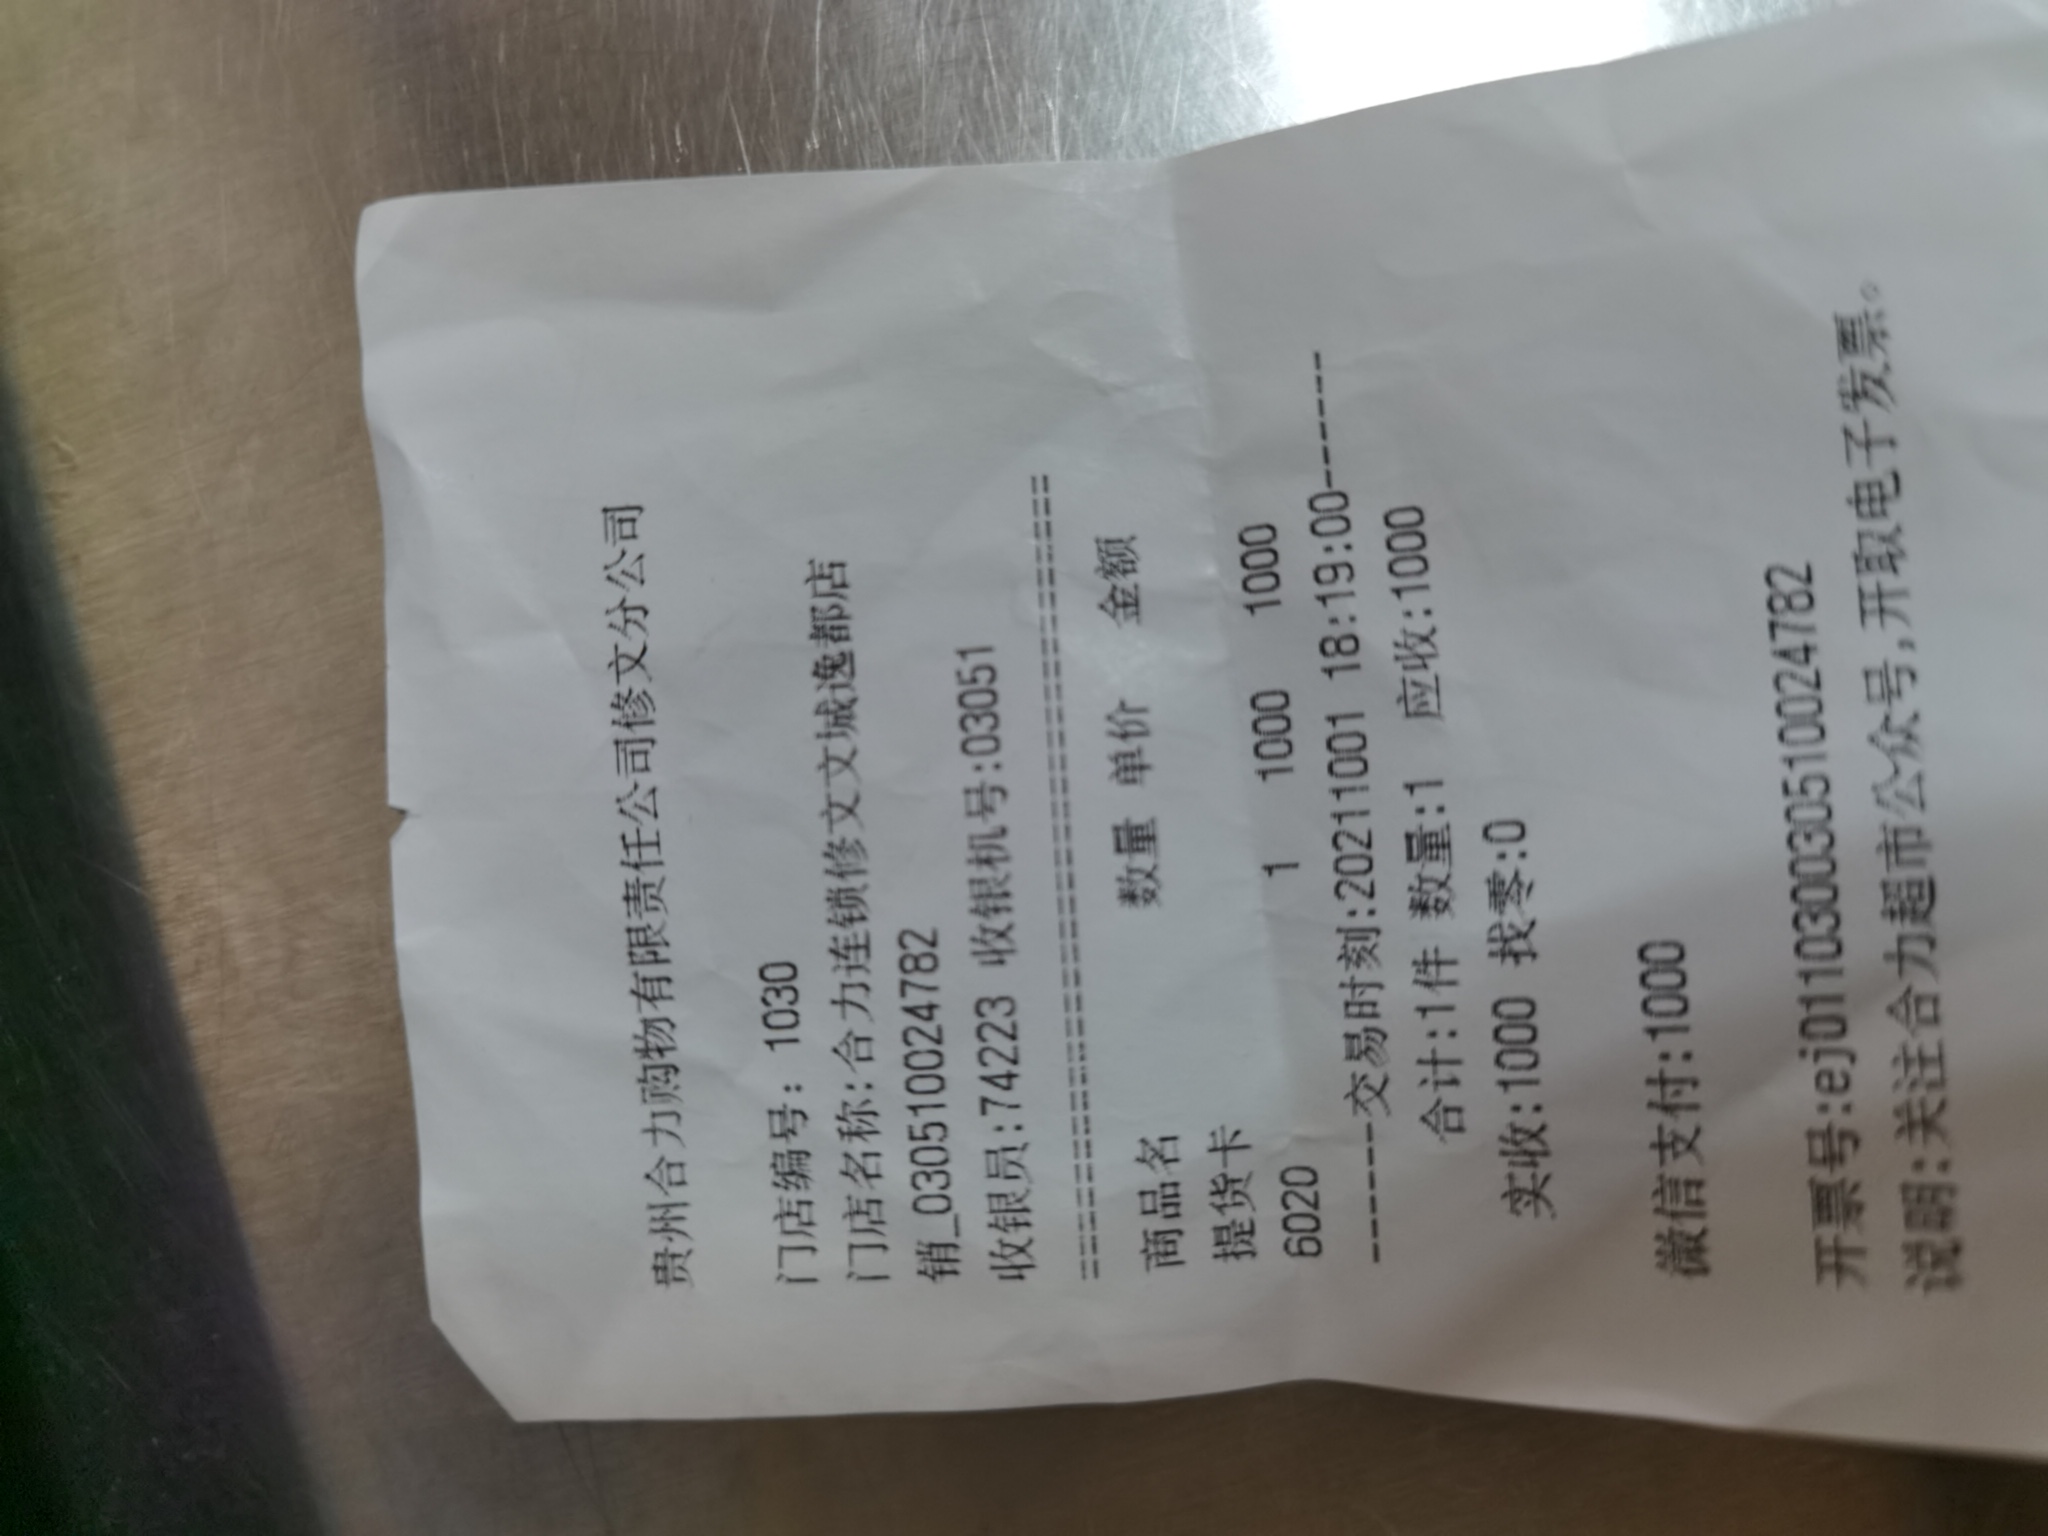 贵州合力购物有限责任公司修文分公司
门店编号: 1030
门店名称:合力连锁修文文城逸都店
销_030510024782
收银员:74223 收银机号:03051
================================
商品名 数量 单价 金额
提货卡
6020 1 1000 1000
-------交易时刻:20211001 18:19:00-------
合计:1件 数量:1 应收:1000
实收:1000 找零:0
微信支付:1000
开票号:ej011030030510024782
说明:关注合力超市公众号,开取电子发票。